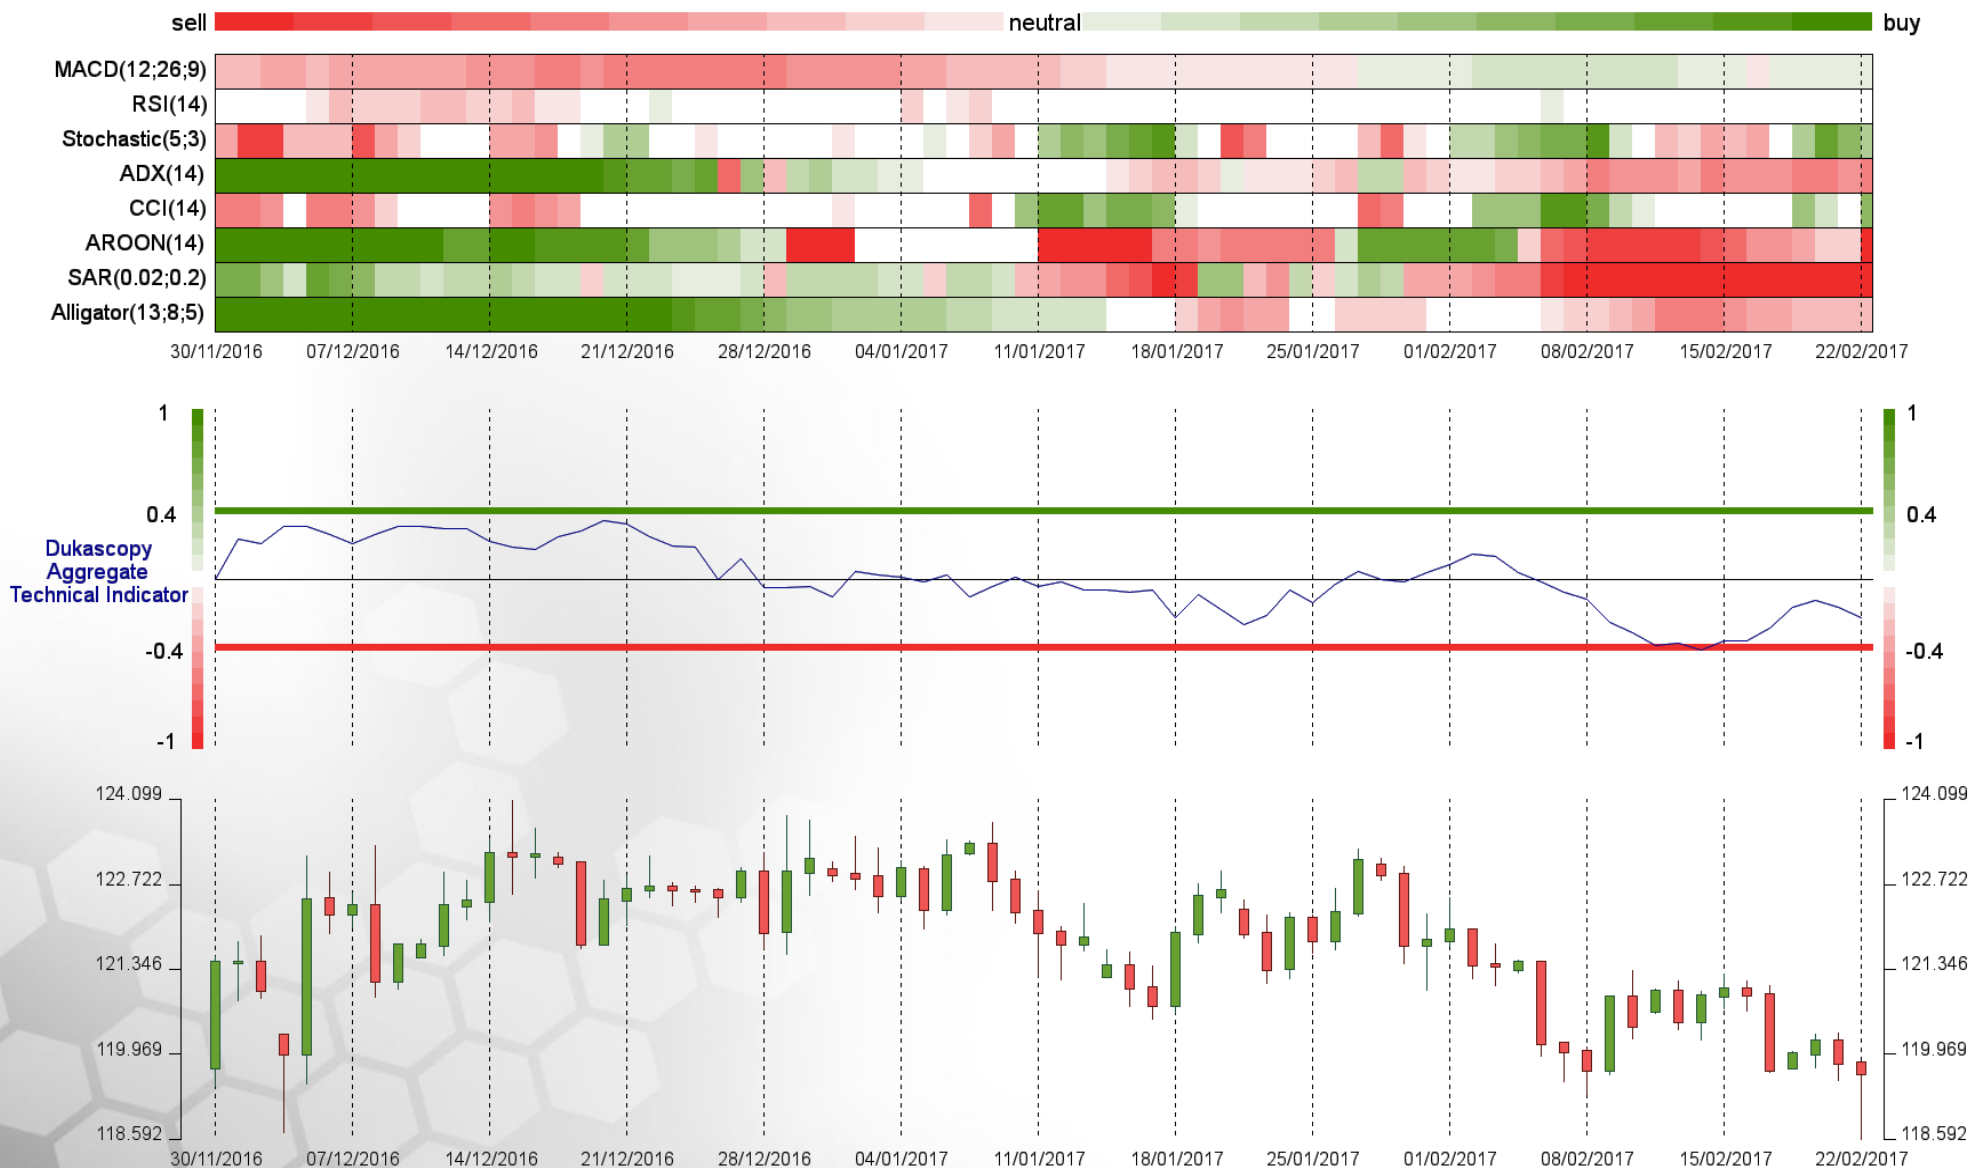 sell neutral buy
MACD(12;26;9)
RSI(14)
Stochastic(5;3)
ADX(14)
CCI(14)
AROON(14)
SAR(0.02;0.2)
Alligator(13;8;5)
30/11/2016 07/12/2016 14/12/2016 21/12/2016 28/12/2016 04/01/2017 11/01/2017 18/01/2017 25/01/2017 01/02/2017 08/02/2017 15/02/2017 22/02/2017
1 1
0.4 0.4
Dukascopy
Aggregate
Technical Indicator
-0.4 -0.4
-1 -1
124.099 124.099
122.722 122.722
121.346 121.346
119.969 119.969
118.592 118.592
30/11/2016 07/12/2016 14/12/2016 21/12/2016 28/12/2016 04/01/2017 11/01/2017 18/01/2017 25/01/2017 01/02/2017 08/02/2017 15/02/2017 22/02/2017